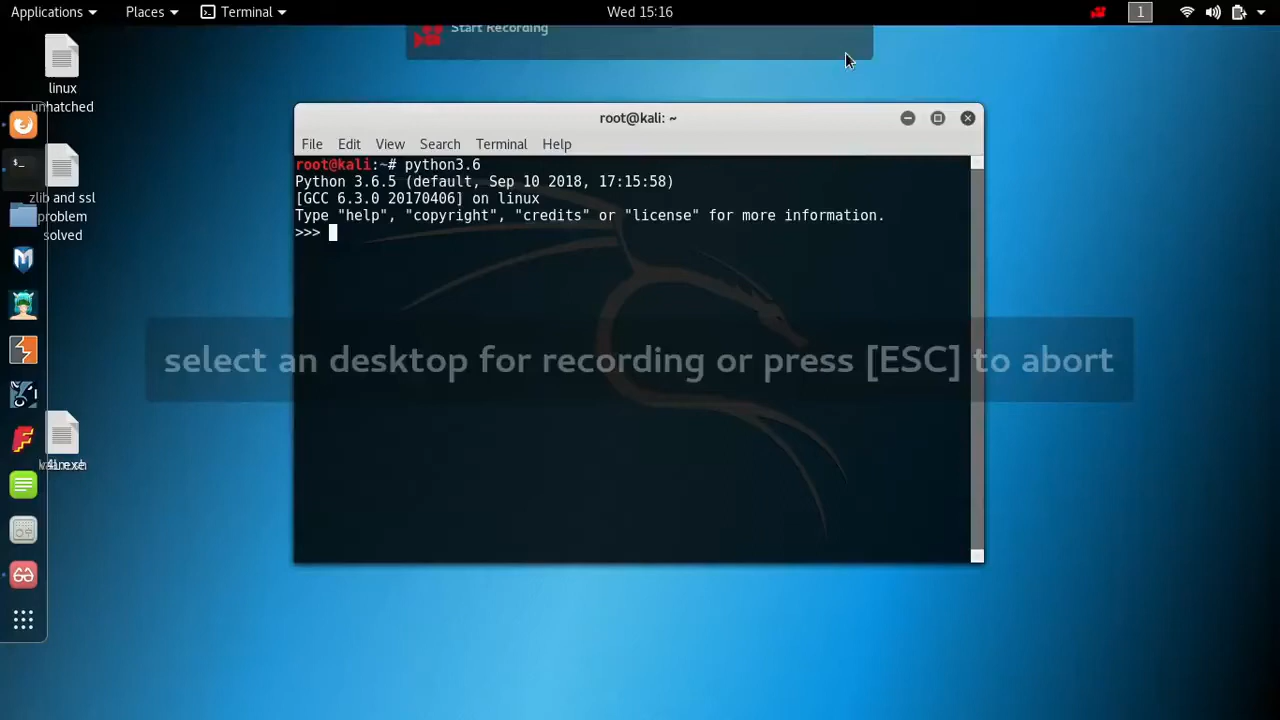 Applications
Places
Terminal
Wed 15:16
1
Start Recording
linux
unhatched
zlib and ssl
problem
solved
root@kali: ~
File Edit View Search Terminal Help
root@kali:~# python3.6
Python 3.6.5 (default, Sep 10 2018, 17:15:58)
[GCC 6.3.0 20170406] on linux
Type "help", "copyright", "credits" or "license" for more information.
>>>
select an desktop for recording or press [ESC] to abort